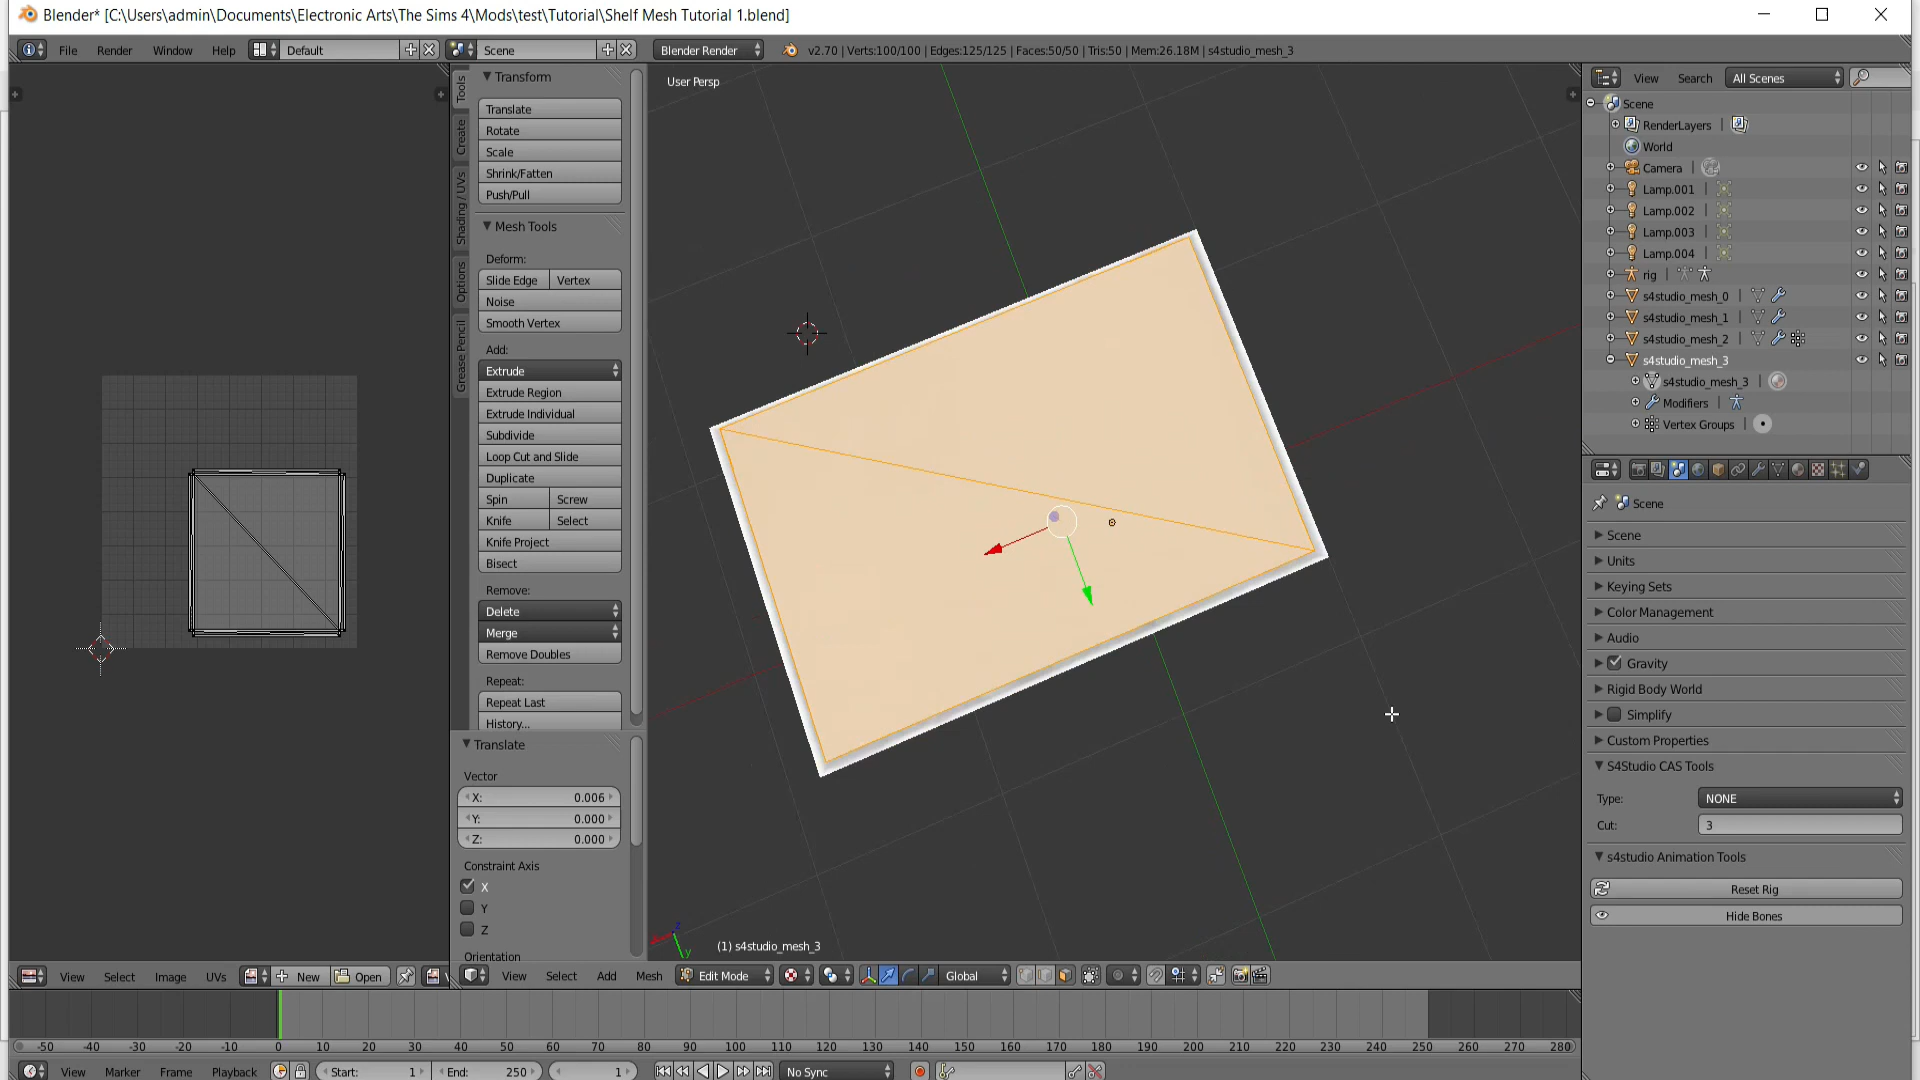 Blender* [C:\Users\admin\Documents\Electronic Arts\The Sims 4\Mods\test\Tutorial\Shelf Mesh Tutorial 1.blend]
File Render Window Help Default Scene Blender Render v2.70 | Verts:100/100 | Edges:125/125 | Faces:50/50 | Tris:50 | Mem:26.18M | s4studio_mesh_3
Tools
Create
Shading / UVs
Options
Grease Pencil
Transform
Translate
Rotate
Scale
Shrink/Fatten
Push/Pull
Mesh Tools
Deform:
Slide Edge Vertex
Noise
Smooth Vertex
Add:
Extrude
Extrude Region
Extrude Individual
Subdivide
Loop Cut and Slide
Duplicate
Spin Screw
Knife Select
Knife Project
Bisect
Remove:
Delete
Merge
Remove Doubles
Repeat:
Repeat Last
History...
Translate
Vector
X: 0.006
Y: 0.000
Z: 0.000
Constraint Axis
X
Y
Z
Orientation
User Persp
z
y
(1) s4studio_mesh_3
View Search All Scenes
Scene
RenderLayers |
World
Camera |
Lamp.001 |
Lamp.002 |
Lamp.003 |
Lamp.004 |
rig |
s4studio_mesh_0 |
s4studio_mesh_1 |
s4studio_mesh_2 |
s4studio_mesh_3
s4studio_mesh_3 |
Modifiers |
Vertex Groups |
Scene
Scene
Units
Keying Sets
Color Management
Audio
Gravity
Rigid Body World
Simplify
Custom Properties
S4Studio CAS Tools
Type: NONE
Cut: 3
s4studio Animation Tools
Reset Rig
Hide Bones
View Select Image UVs New Open
View Select Add Mesh Edit Mode Global
-50 -40 -30 -20 -10 0 10 20 30 40 50 60 70 80 90 100 110 120 130 140 150 160 170 180 190 200 210 220 230 240 250 260 270 280
View Marker Frame Playback Start: 1 End: 250 1 No Sync